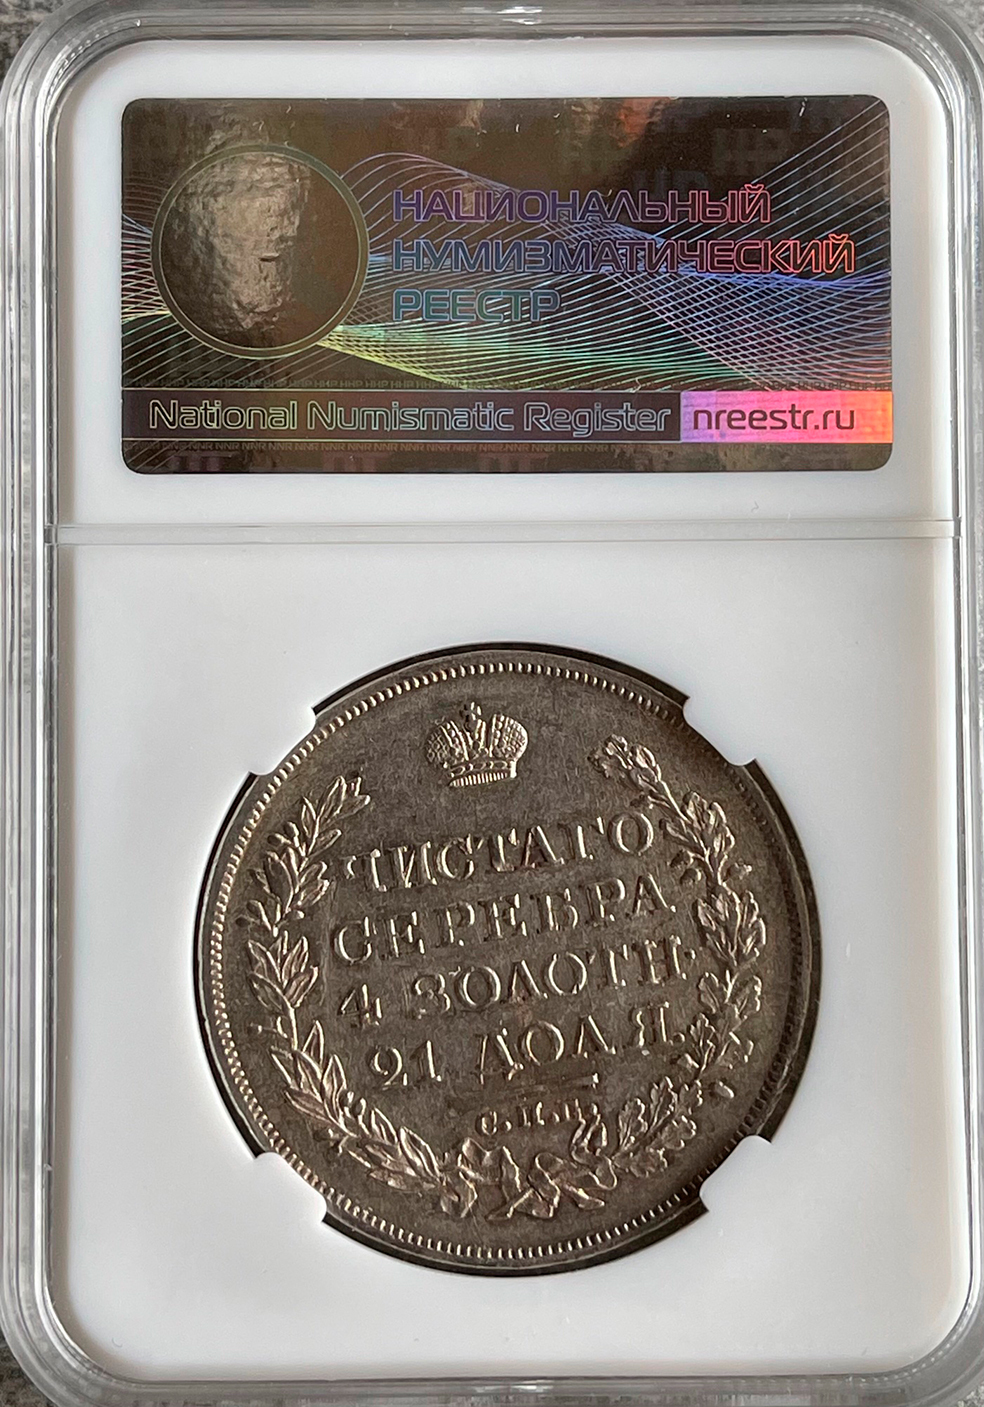 НАЦИОНАЛЬНЫЙ
НУМИЗМАТИЧЕСКИЙ
РЕЕСТР
National Numismatic Register nreestr.ru
ЧИСТАГО
СЕРЕБРА
4 ЗОЛОТН.
21 ДОЛЯ.
С.П.Б.